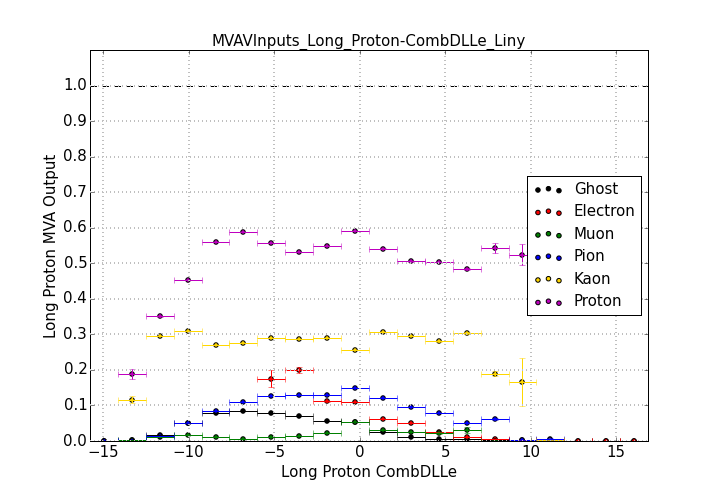 MVAVInputs_Long_Proton-CombDLLe_Liny
Long Proton MVA Output
1.0
0.9
0.8
0.7
0.6
0.5
0.4
0.3
0.2
0.1
0.0
Ghost
Electron
Muon
Pion
Kaon
Proton
−15 −10 −5 0 5 10 15
Long Proton CombDLLe